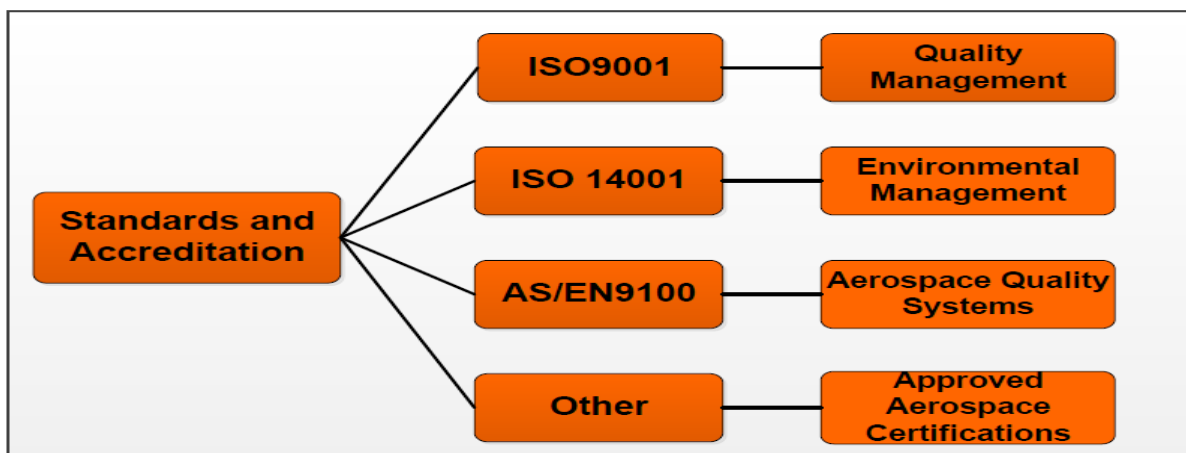 ISO9001
Quality
Management
ISO 14001
Environmental
Management
Standards and
Accreditation
AS/EN9100
Aerospace Quality
Systems
Other
Approved
Aerospace
Certifications